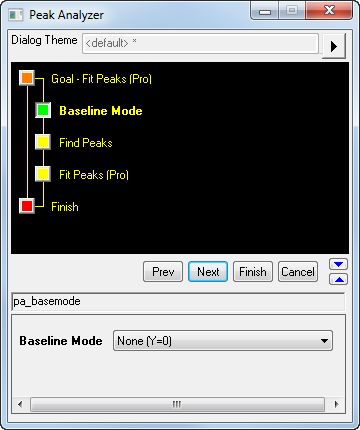 Peak Analyzer
Dialog Theme <default> *
Goal - Fit Peaks (Pro)
Baseline Mode
Find Peaks
Fit Peaks (Pro)
Finish
Prev Next Finish Cancel
pa_basemode
Baseline Mode None (Y=0)